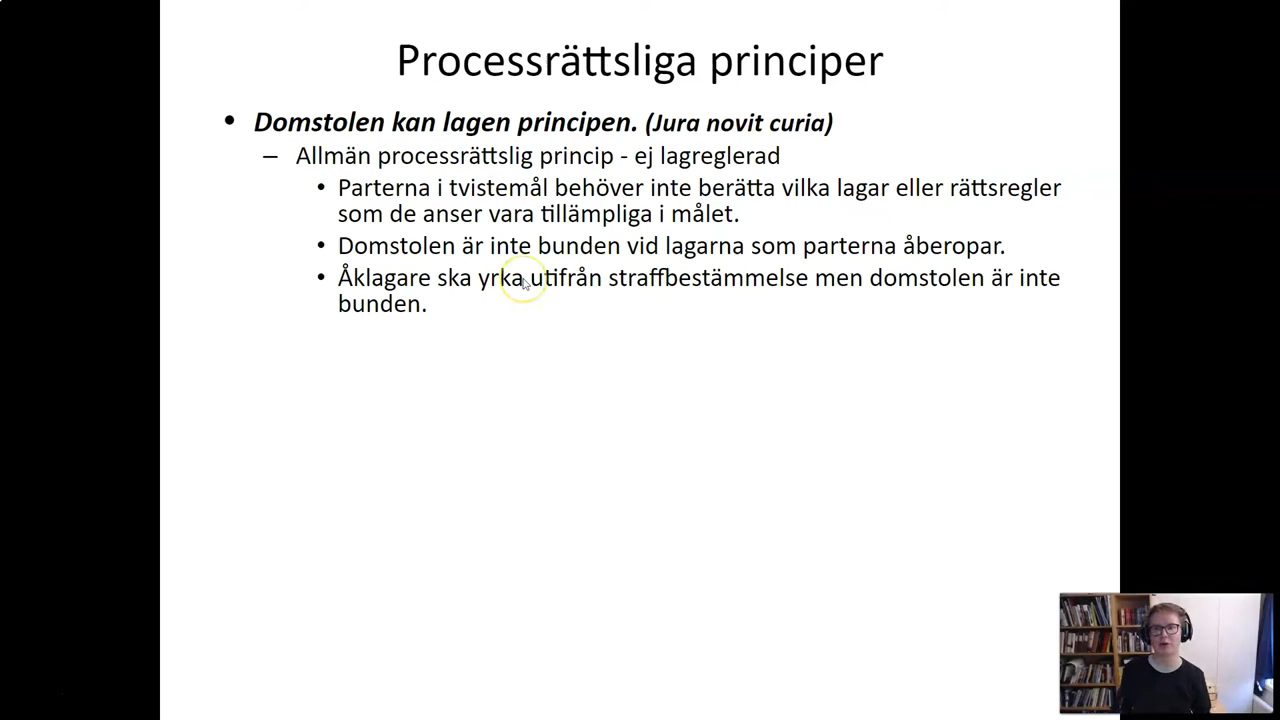 Processrättsliga principer
• Domstolen kan lagen principen. (Jura novit curia)
– Allmän processrättslig princip - ej lagreglerad
• Parterna i tvistemål behöver inte berätta vilka lagar eller rättsregler
som de anser vara tillämpliga i målet.
• Domstolen är inte bunden vid lagarna som parterna åberopar.
• Åklagare ska yrka utifrån straffbestämmelse men domstolen är inte
bunden.